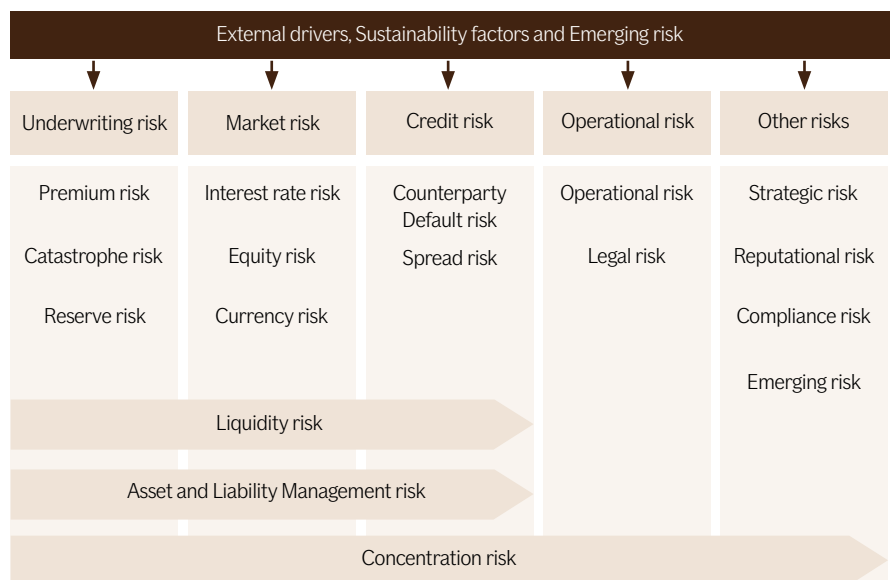 External drivers, Sustainability factors and Emerging risk
Underwriting risk
Market risk
Credit risk
Operational risk
Other risks
Premium risk
Interest rate risk
Counterparty
Default risk
Operational risk
Strategic risk
Catastrophe risk
Equity risk
Spread risk
Legal risk
Reputational risk
Reserve risk
Currency risk
Compliance risk
Emerging risk
Liquidity risk
Asset and Liability Management risk
Concentration risk